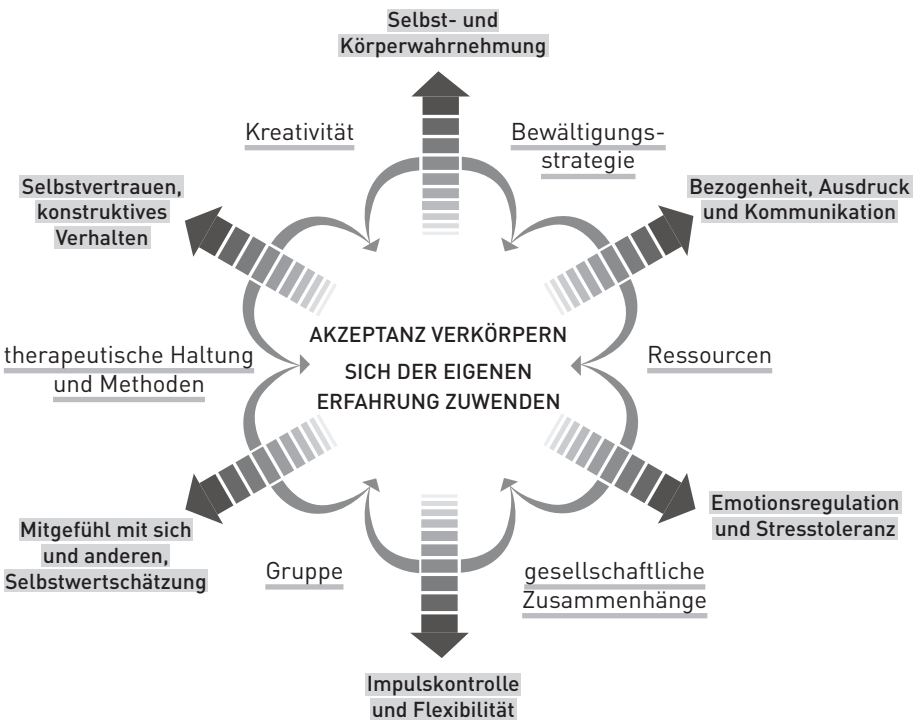 Selbst- und
Körperwahrnehmung
Kreativität
Bewältigungs-
strategie
Selbstvertrauen,
konstruktives
Verhalten
Bezogenheit, Ausdruck
und Kommunikation
AKZEPTANZ VERKÖRPERN
SICH DER EIGENEN
ERFAHRUNG ZUWENDEN
therapeutische Haltung
und Methoden
Ressourcen
Mitgefühl mit sich
und anderen,
Selbstwertschätzung
Emotionsregulation
und Stresstoleranz
Gruppe
gesellschaftliche
Zusammenhänge
Impulskontrolle
und Flexibilität